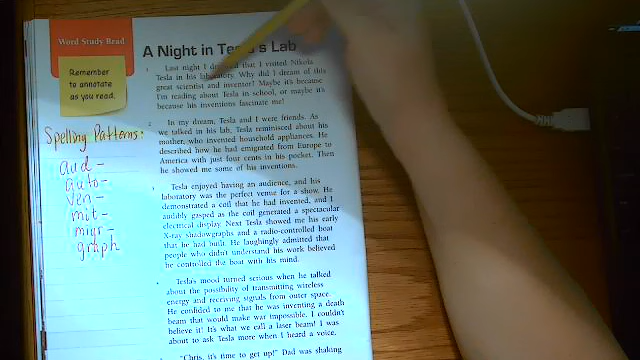 Word Study Read
A Night in Tesla's Lab
Remember
to annotate
as you read.
Spelling Patterns:
aud -
auto -
ven -
mit -
migr -
graph
1 Last night I that I visited Nikola
Tesla in his laboratory. Why did I dream of this
great scientist and inventor? Maybe it's because
I'm reading about Tesla in school, or maybe it's
because his inventions fascinate me!
2 In my dream, Tesla and I were friends. As
we talked in his lab, Tesla reminisced about his
mother, who invented household appliances. He
described how he had emigrated from Europe to
America with just four cents in his pocket. Then
he showed me some of his inventions.
3 Tesla enjoyed having an audience, and his
laboratory was the perfect venue for a show. He
demonstrated a coil that he had invented, and I
audibly gasped as the coil generated a spectacular
electrical display. Next Tesla showed me his early
X-ray shadowgraphs and a radio-controlled boat
that he had built. He laughingly admitted that
people who didn't understand his work believed
he controlled the boat with his mind.
4 Tesla's mood turned serious when he talked
about the possibility of transmitting wireless
energy and receiving signals from outer space.
He confided to me that he was inventing a death
beam that would make war impossible. I couldn't
believe it! It's what we call a laser beam! I was
about to ask Tesla more when I heard a voice.
"Chris, it's time to get up!" Dad was shaking